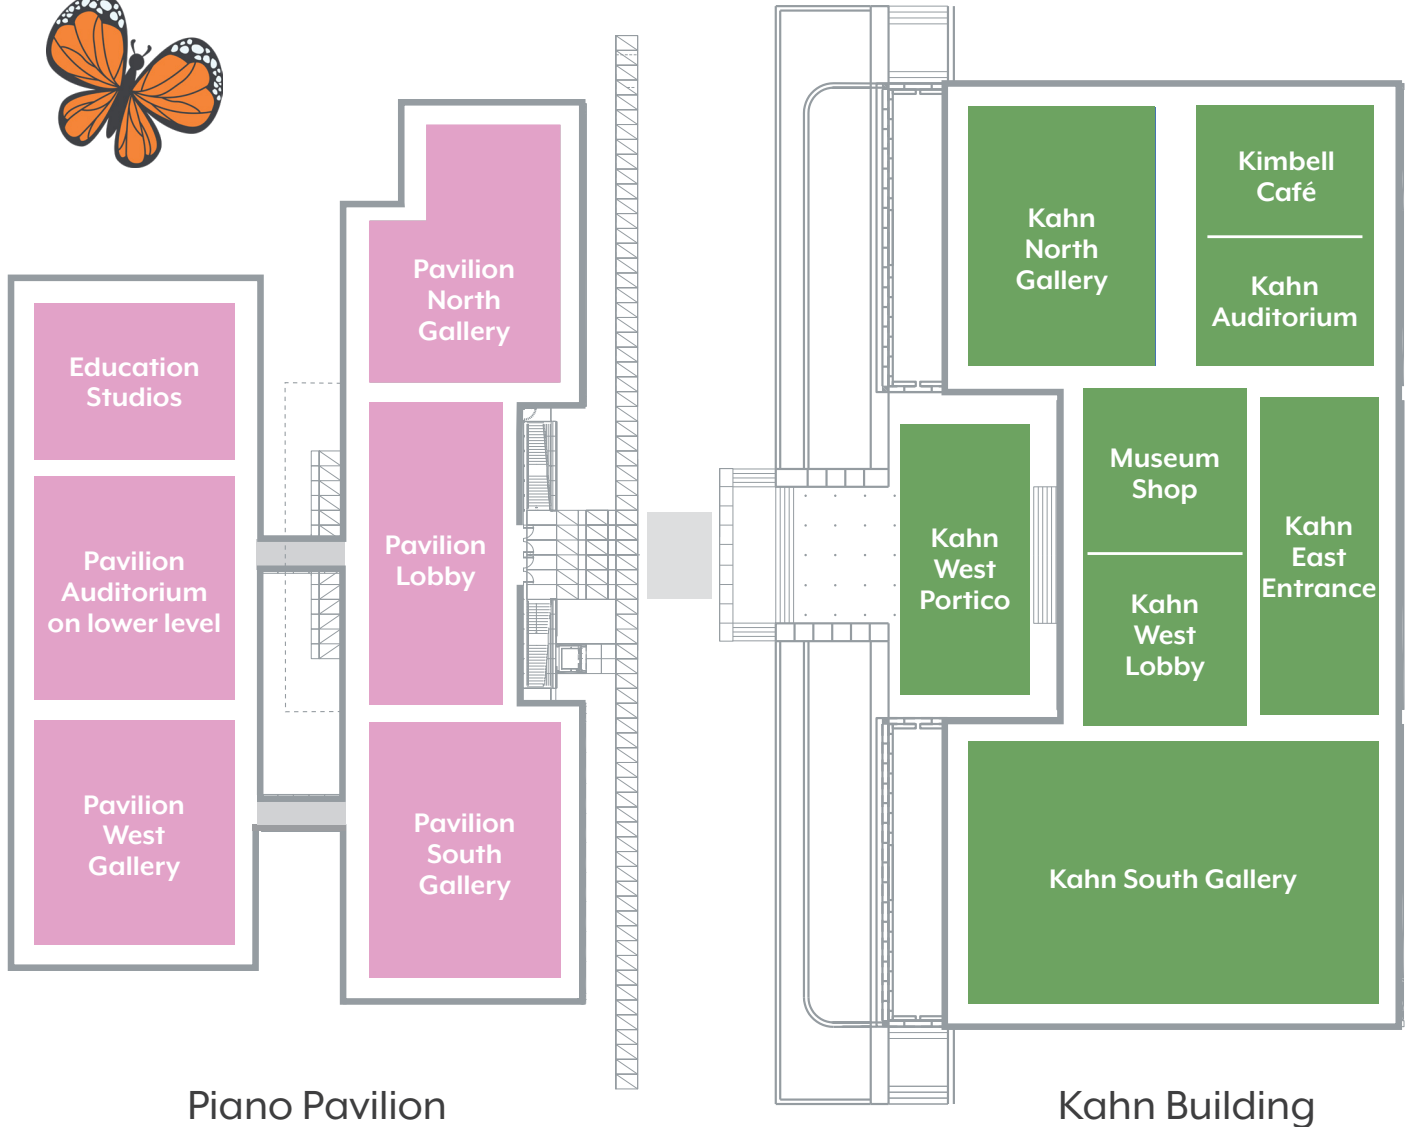 Education
Studios
Pavilion
Auditorium
on lower level
Pavilion
West
Gallery
Pavilion
North
Gallery
Pavilion
Lobby
Pavilion
South
Gallery
Piano Pavilion
Kahn
North
Gallery
Kimbell
Café
Kahn
Auditorium
Kahn
West
Portico
Museum
Shop
Kahn
West
Lobby
Kahn
East
Entrance
Kahn South Gallery
Kahn Building